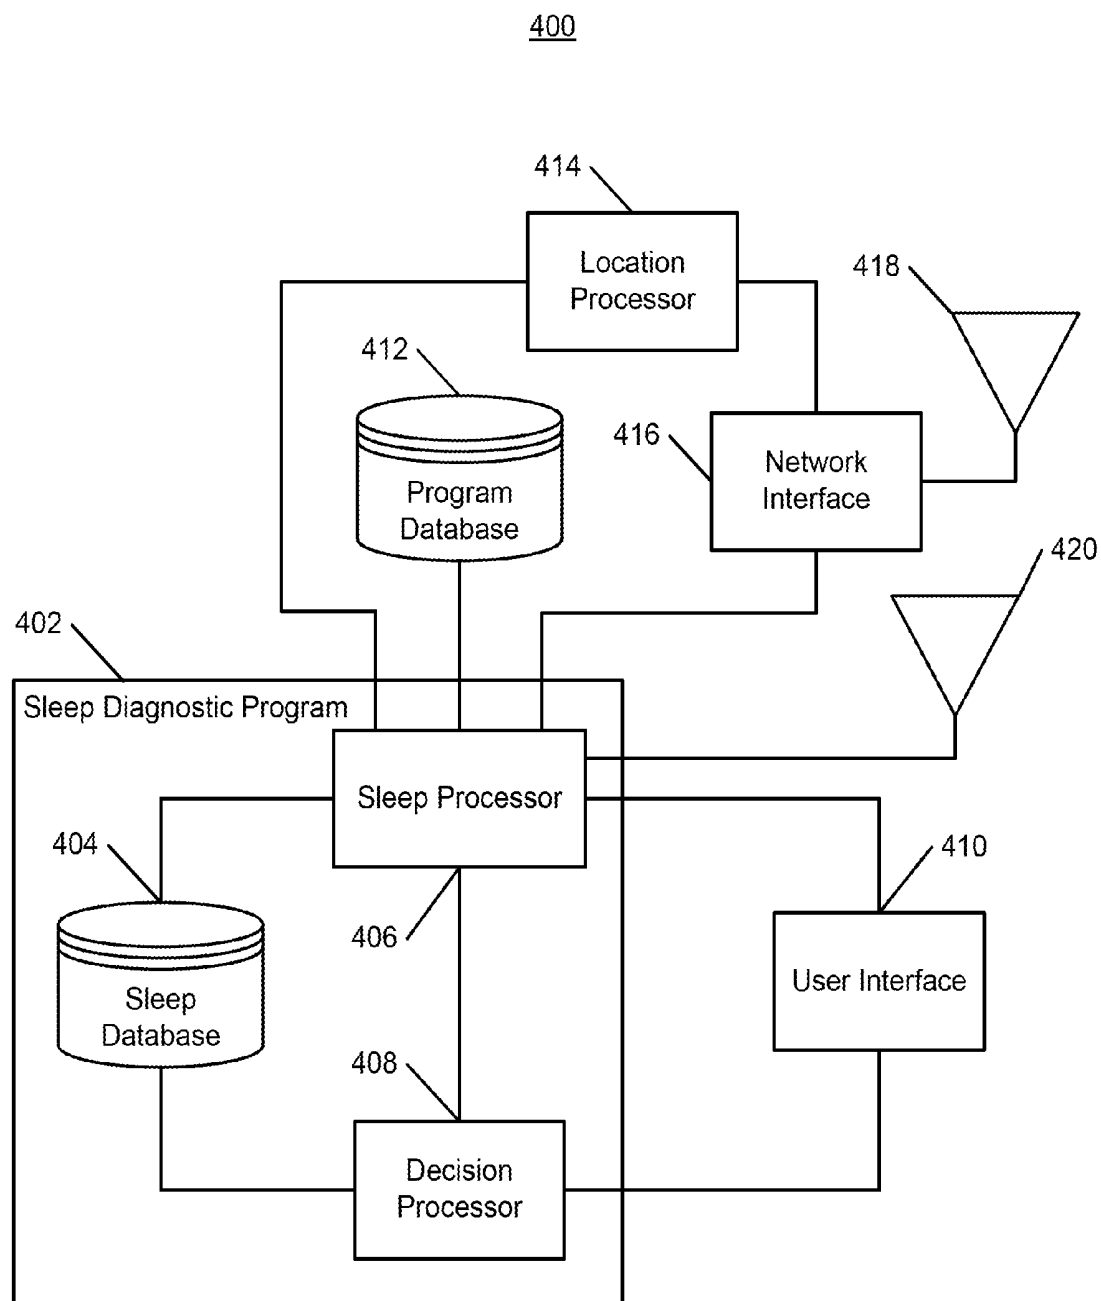 400
414
Location
Processor
418
412
416
Network
Interface
Program
Database
420
402
Sleep Diagnostic Program
Sleep Processor
404
410
406
User Interface
Sleep
Database
408
Decision
Processor